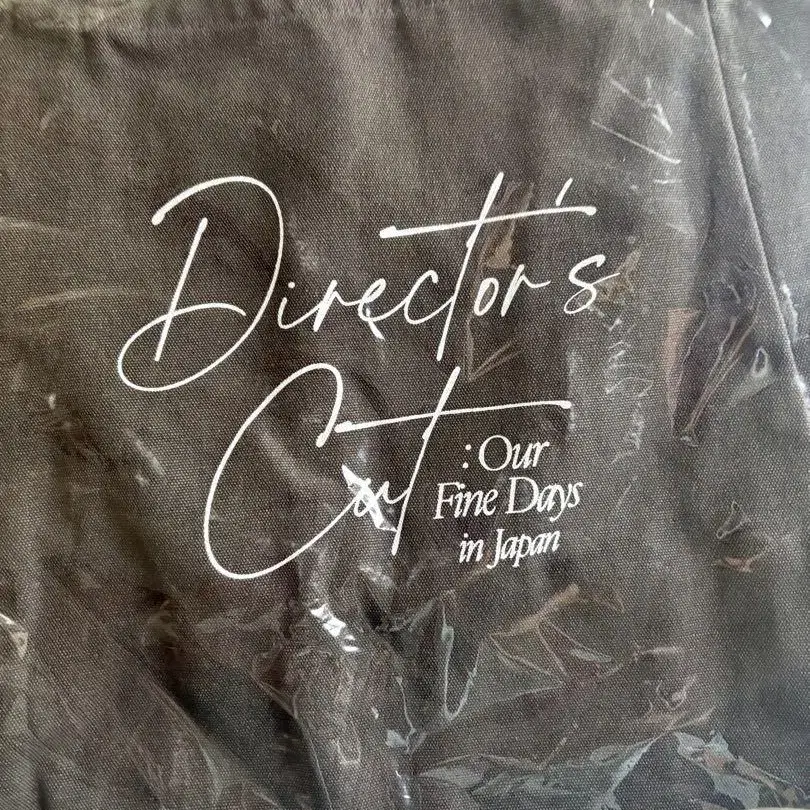 Director's
Cut
: Our
Fine Days
in Japan